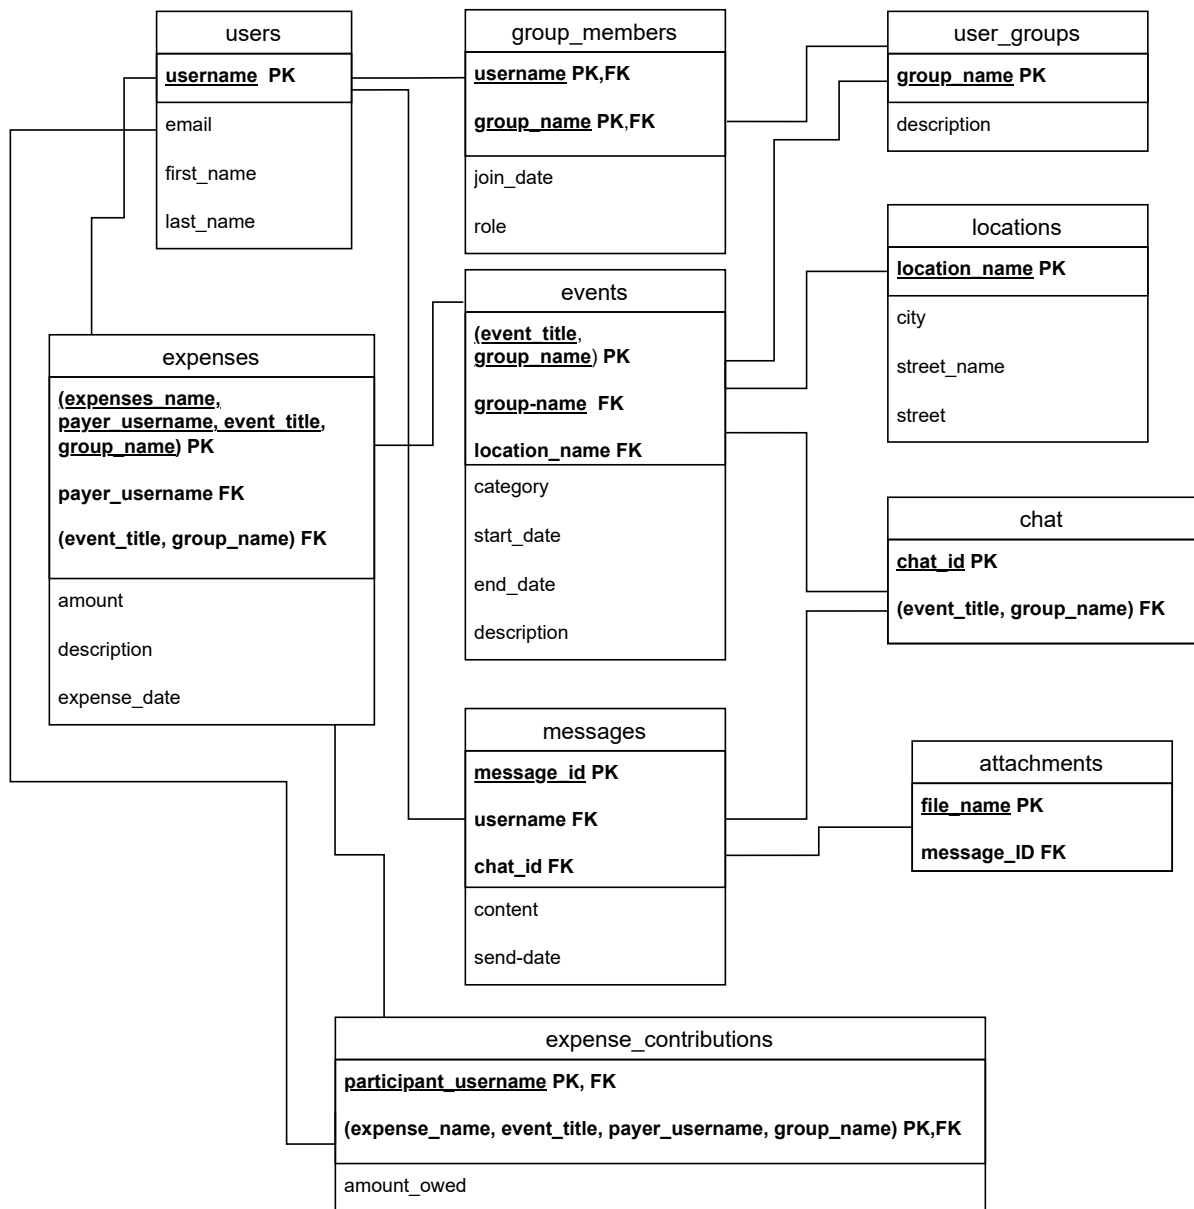 users
username PK
email
first_name
last_name
group_members
username PK,FK
group_name PK,FK
join_date
role
user_groups
group_name PK
description
locations
location_name PK
city
street_name
street
events
(event_title,
group_name) PK
group-name FK
location_name FK
category
start_date
end_date
description
expenses
(expenses_name,
payer_username, event_title,
group_name) PK
payer_username FK
(event_title, group_name) FK
amount
description
expense_date
chat
chat_id PK
(event_title, group_name) FK
messages
message_id PK
username FK
chat_id FK
content
send-date
attachments
file_name PK
message_ID FK
expense_contributions
participant_username PK, FK
(expense_name, event_title, payer_username, group_name) PK,FK
amount_owed